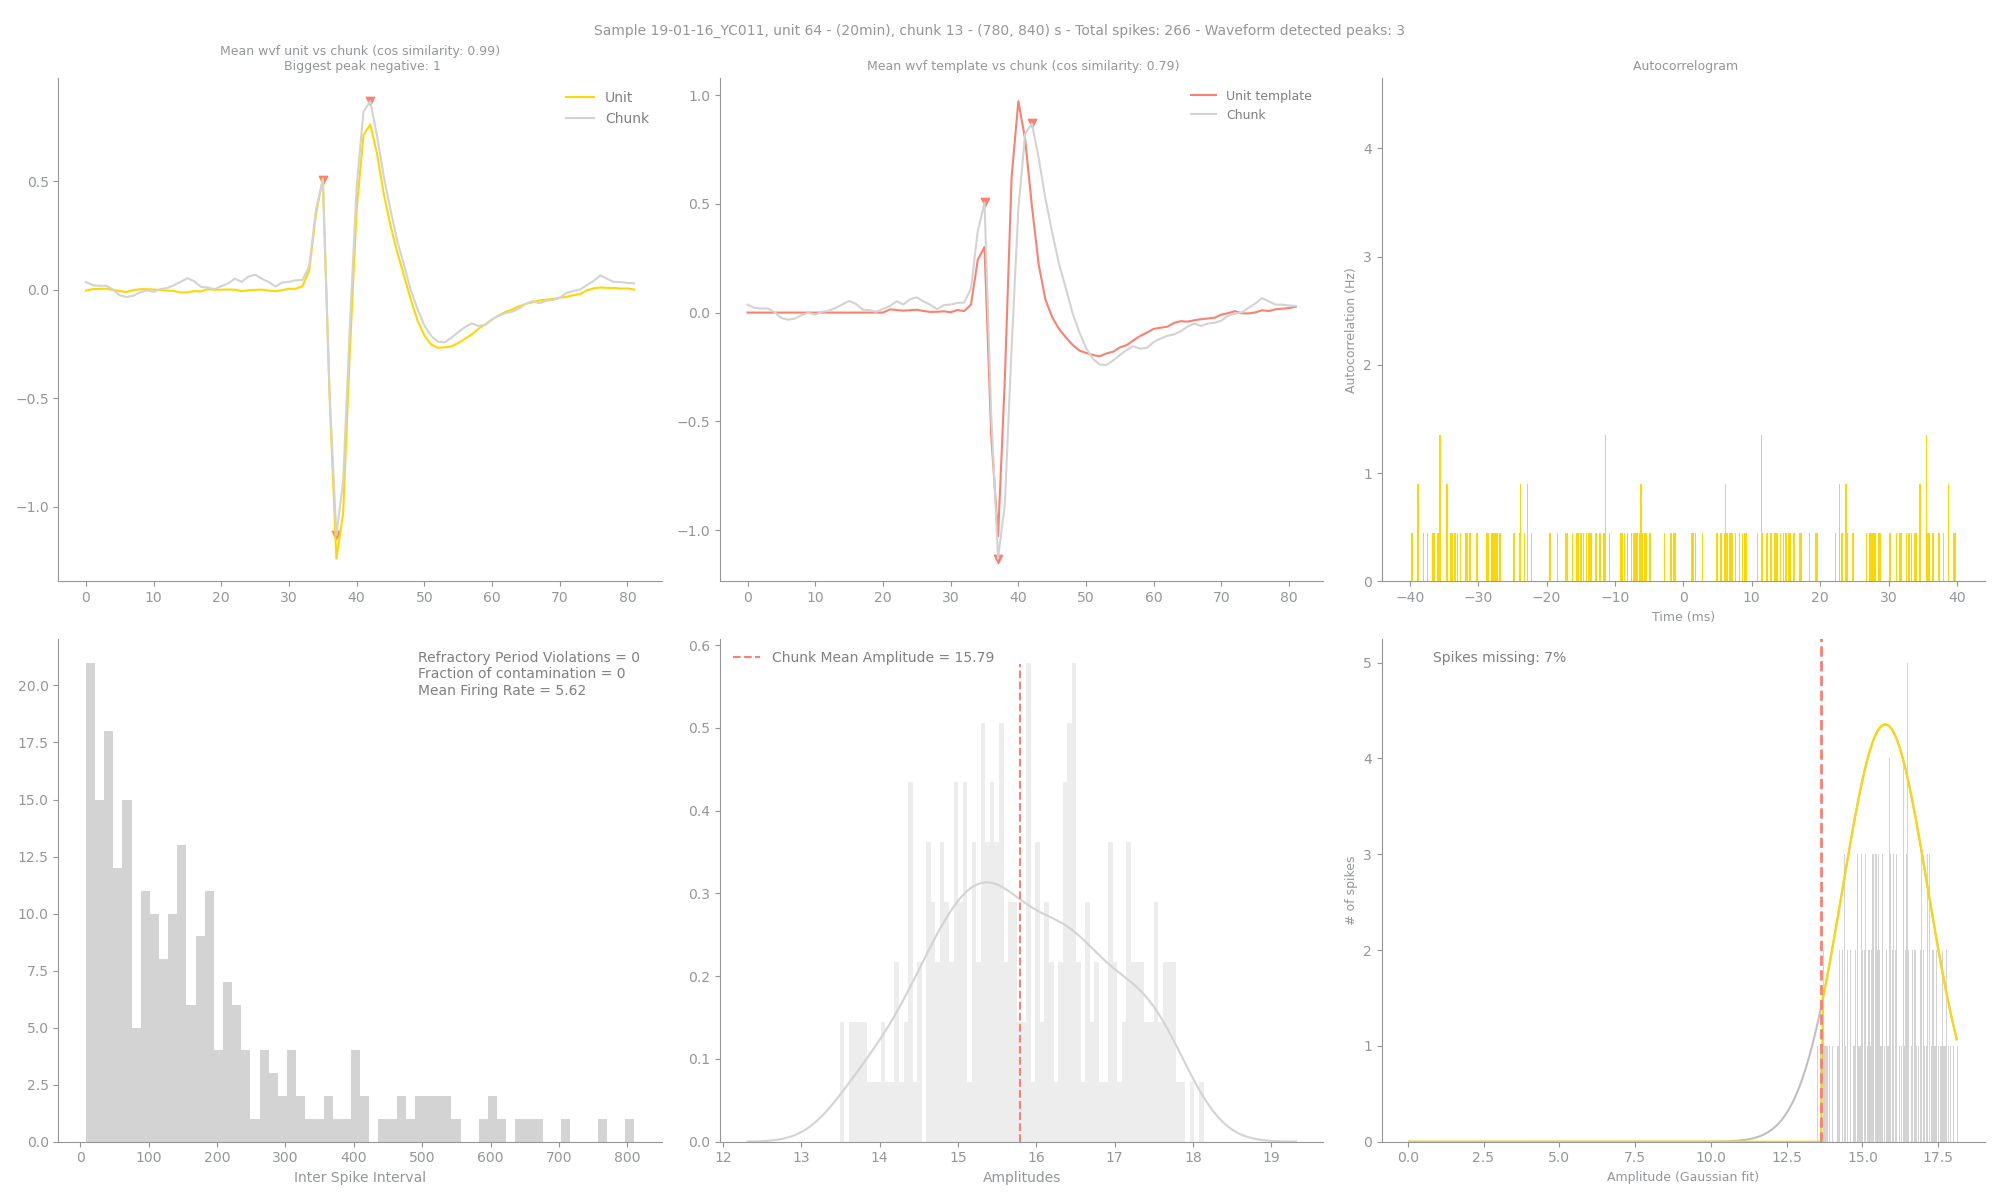 Sample 19-01-16_YC011, unit 64 - (20min), chunk 13 - (780, 840) s - Total spikes: 266 - Waveform detected peaks: 3
Mean wvf unit vs chunk (cos similarity: 0.99)
Biggest peak negative: 1
Unit
Chunk
0.5
0.0
−0.5
−1.0
0 10 20 30 40 50 60 70 80
Mean wvf template vs chunk (cos similarity: 0.79)
Unit template
Chunk
1.0
0.5
0.0
−0.5
−1.0
0 10 20 30 40 50 60 70 80
Autocorrelogram
Autocorrelation (Hz)
4
3
2
1
0
−40 −30 −20 −10 0 10 20 30 40
Time (ms)
Refractory Period Violations = 0
Fraction of contamination = 0
Mean Firing Rate = 5.62
20.0
17.5
15.0
12.5
10.0
7.5
5.0
2.5
0.0
0 100 200 300 400 500 600 700 800
Inter Spike Interval
Chunk Mean Amplitude = 15.79
0.6
0.5
0.4
0.3
0.2
0.1
0.0
12 13 14 15 16 17 18 19
Amplitudes
Spikes missing: 7%
# of spikes
5
4
3
2
1
0
0.0 2.5 5.0 7.5 10.0 12.5 15.0 17.5
Amplitude (Gaussian fit)